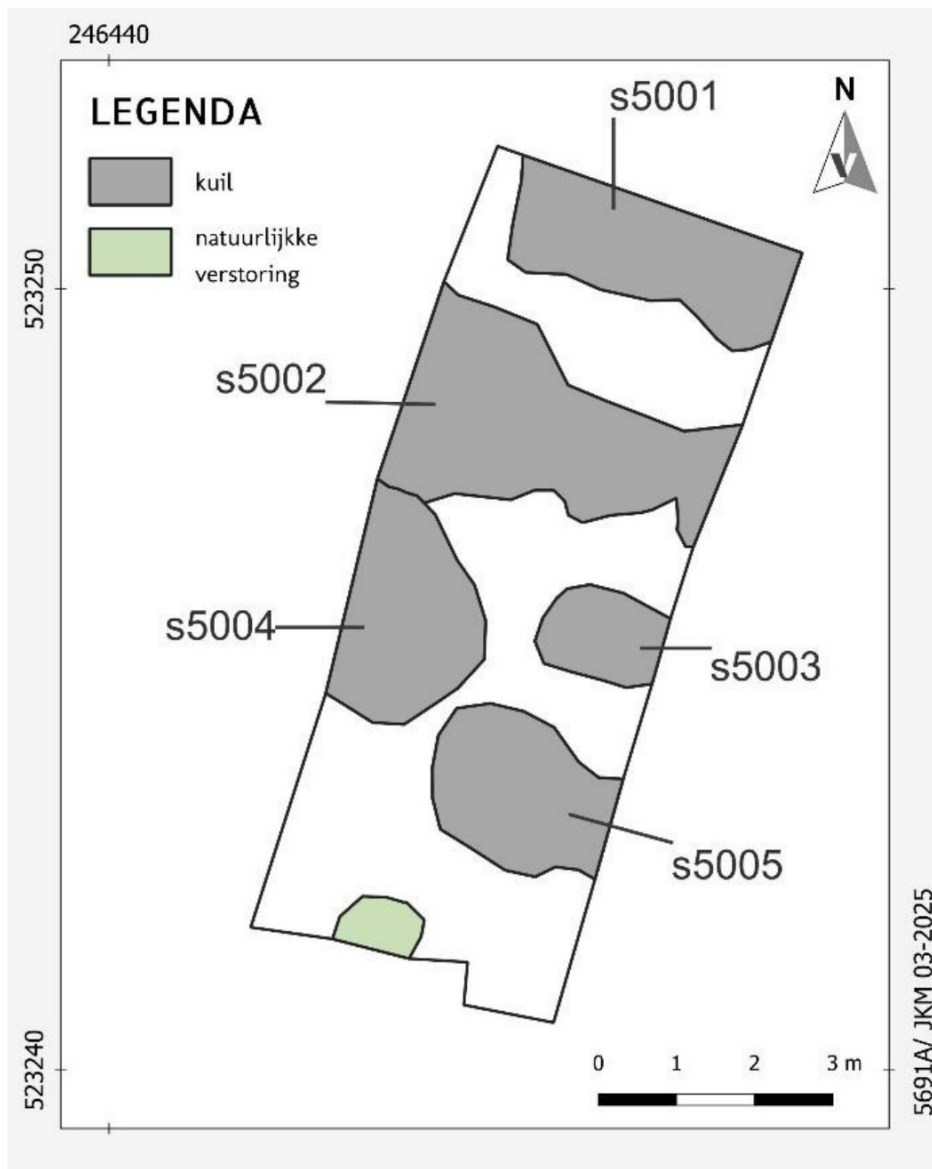 246440
LEGENDA
kuil
natuurlijkke
verstoring
N
s5001
523250
s5002
s5004
s5003
s5005
523240
0 1 2 3 m
5691A/ JKM 03-2025